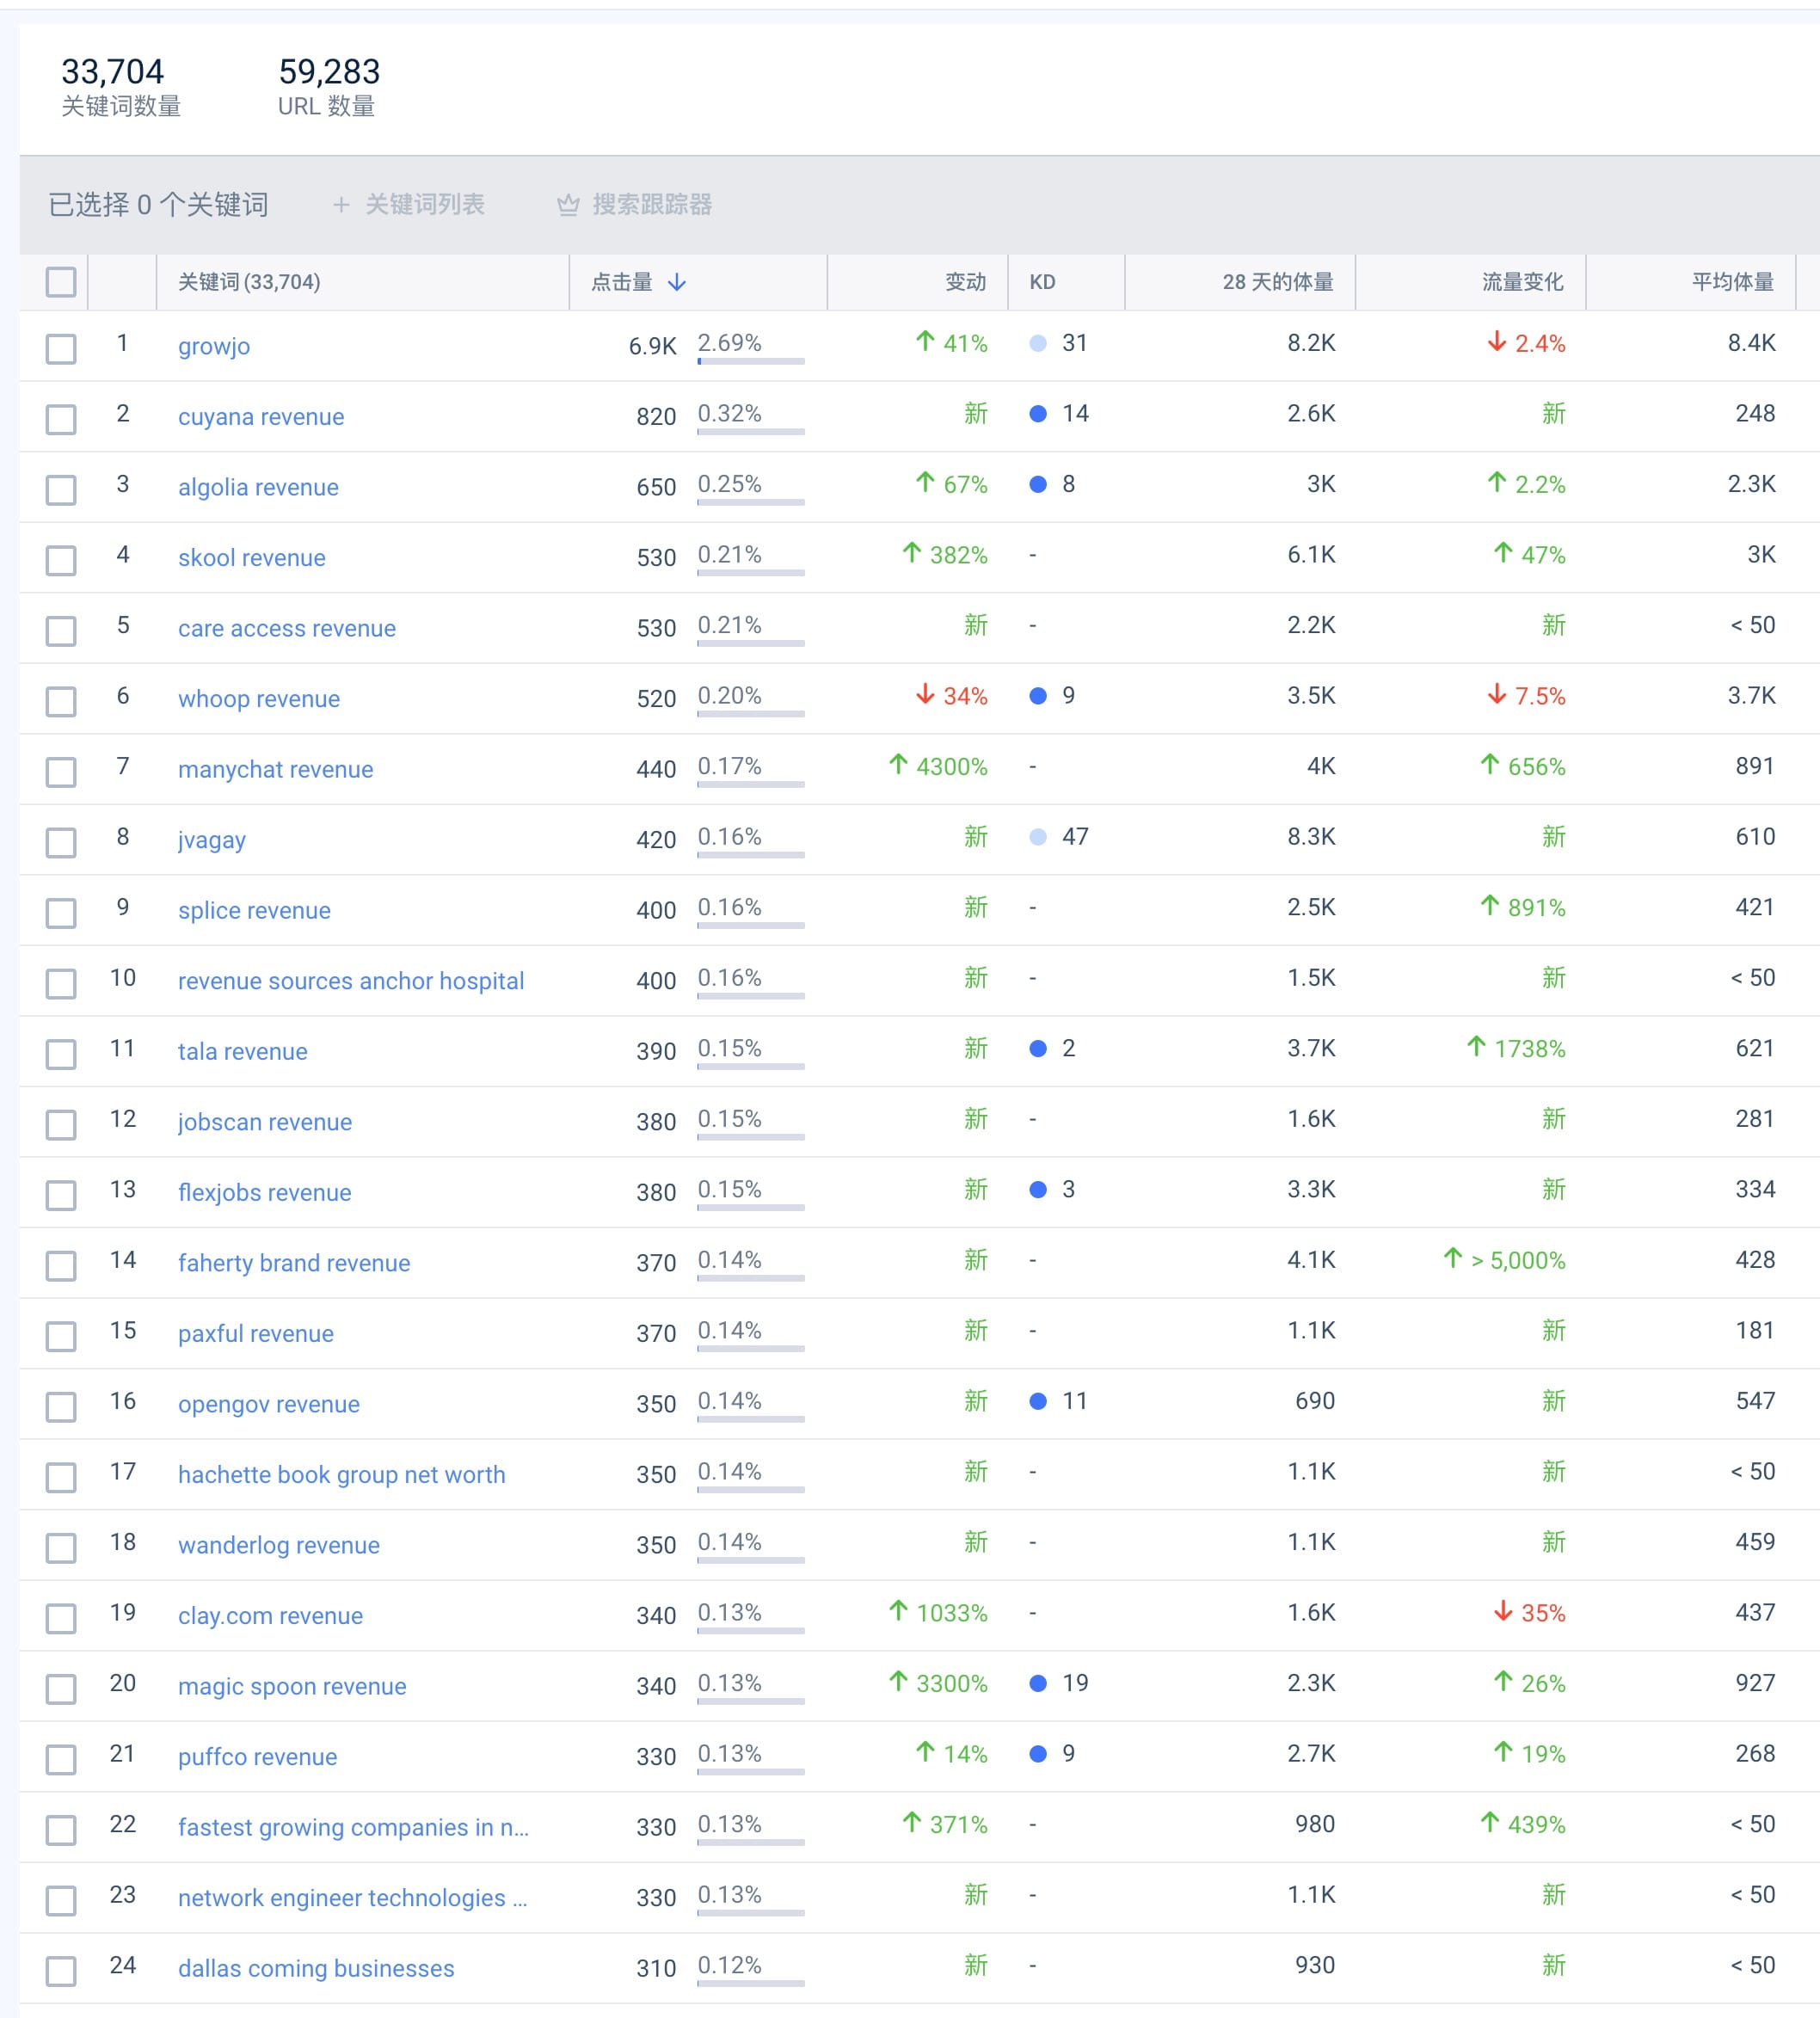 33,704 59,283
关键词数量 URL 数量
已选择 0 个关键词 + 关键词列表 搜索跟踪器
关键词 (33,704) 点击量 ↓ 变动 KD 28 天的体量 流量变化 平均体量
1 growjo 6.9K 2.69% ↑ 41% 31 8.2K ↓ 2.4% 8.4K
2 cuyana revenue 820 0.32% 新 14 2.6K 新 248
3 algolia revenue 650 0.25% ↑ 67% 8 3K ↑ 2.2% 2.3K
4 skool revenue 530 0.21% ↑ 382% - 6.1K ↑ 47% 3K
5 care access revenue 530 0.21% 新 - 2.2K 新 < 50
6 whoop revenue 520 0.20% ↓ 34% 9 3.5K ↓ 7.5% 3.7K
7 manychat revenue 440 0.17% ↑ 4300% - 4K ↑ 656% 891
8 jvagay 420 0.16% 新 47 8.3K 新 610
9 splice revenue 400 0.16% 新 - 2.5K ↑ 891% 421
10 revenue sources anchor hospital 400 0.16% 新 - 1.5K 新 < 50
11 tala revenue 390 0.15% 新 2 3.7K ↑ 1738% 621
12 jobscan revenue 380 0.15% 新 - 1.6K 新 281
13 flexjobs revenue 380 0.15% 新 3 3.3K 新 334
14 faherty brand revenue 370 0.14% 新 - 4.1K ↑ > 5,000% 428
15 paxful revenue 370 0.14% 新 - 1.1K 新 181
16 opengov revenue 350 0.14% 新 11 690 新 547
17 hachette book group net worth 350 0.14% 新 - 1.1K 新 < 50
18 wanderlog revenue 350 0.14% 新 - 1.1K 新 459
19 clay.com revenue 340 0.13% ↑ 1033% - 1.6K ↓ 35% 437
20 magic spoon revenue 340 0.13% ↑ 3300% 19 2.3K ↑ 26% 927
21 puffco revenue 330 0.13% ↑ 14% 9 2.7K ↑ 19% 268
22 fastest growing companies in n... 330 0.13% ↑ 371% - 980 ↑ 439% < 50
23 network engineer technologies ... 330 0.13% 新 - 1.1K 新 < 50
24 dallas coming businesses 310 0.12% 新 - 930 新 < 50